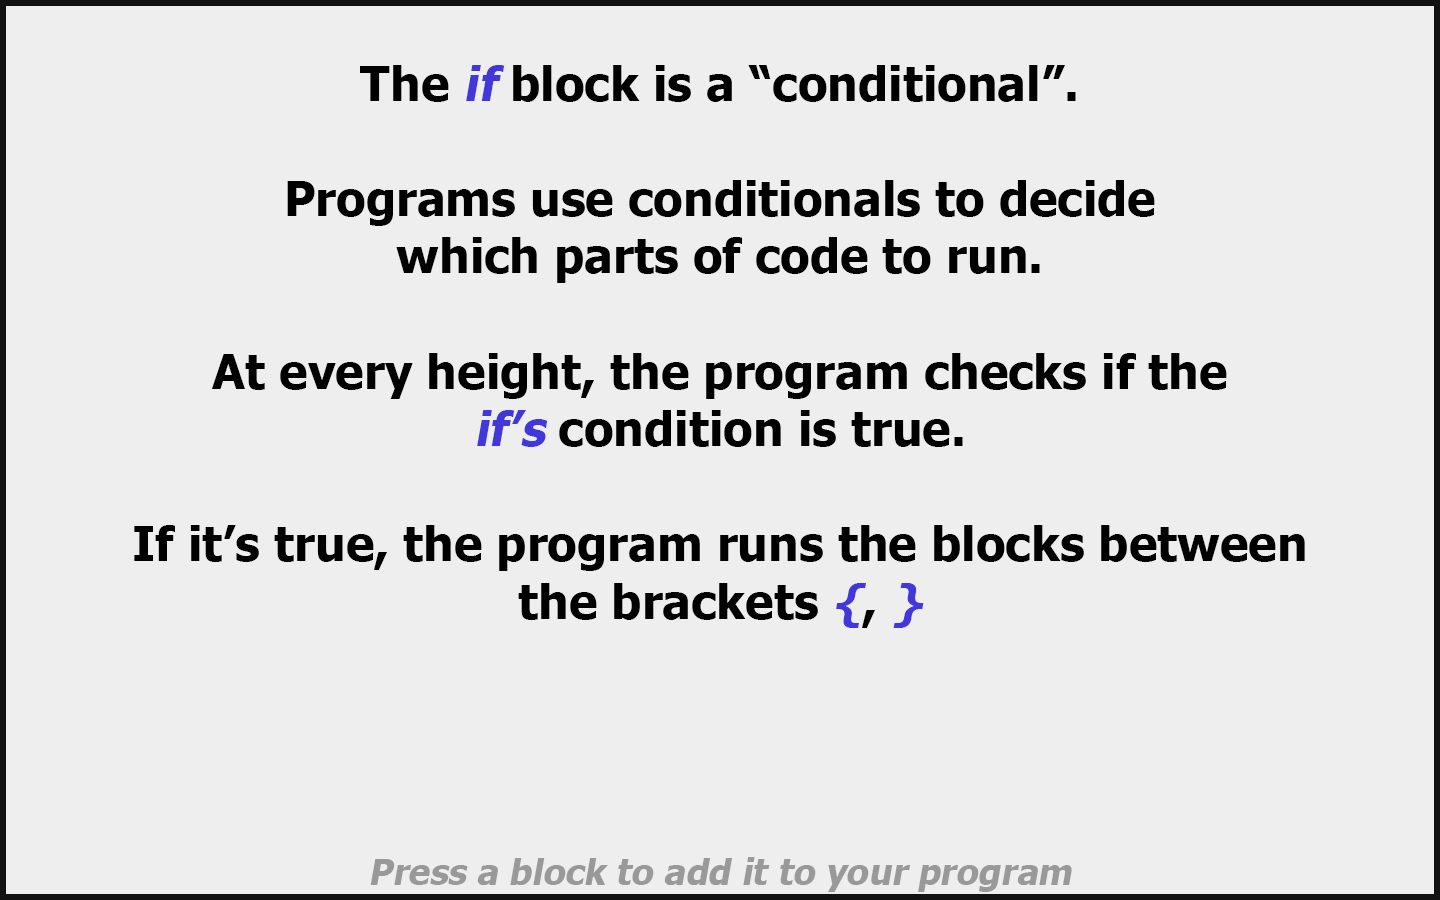 The if block is a “conditional”.
Programs use conditionals to decide
which parts of code to run.
At every height, the program checks if the
if’s condition is true.
If it’s true, the program runs the blocks between
the brackets {, }
Press a block to add it to your program